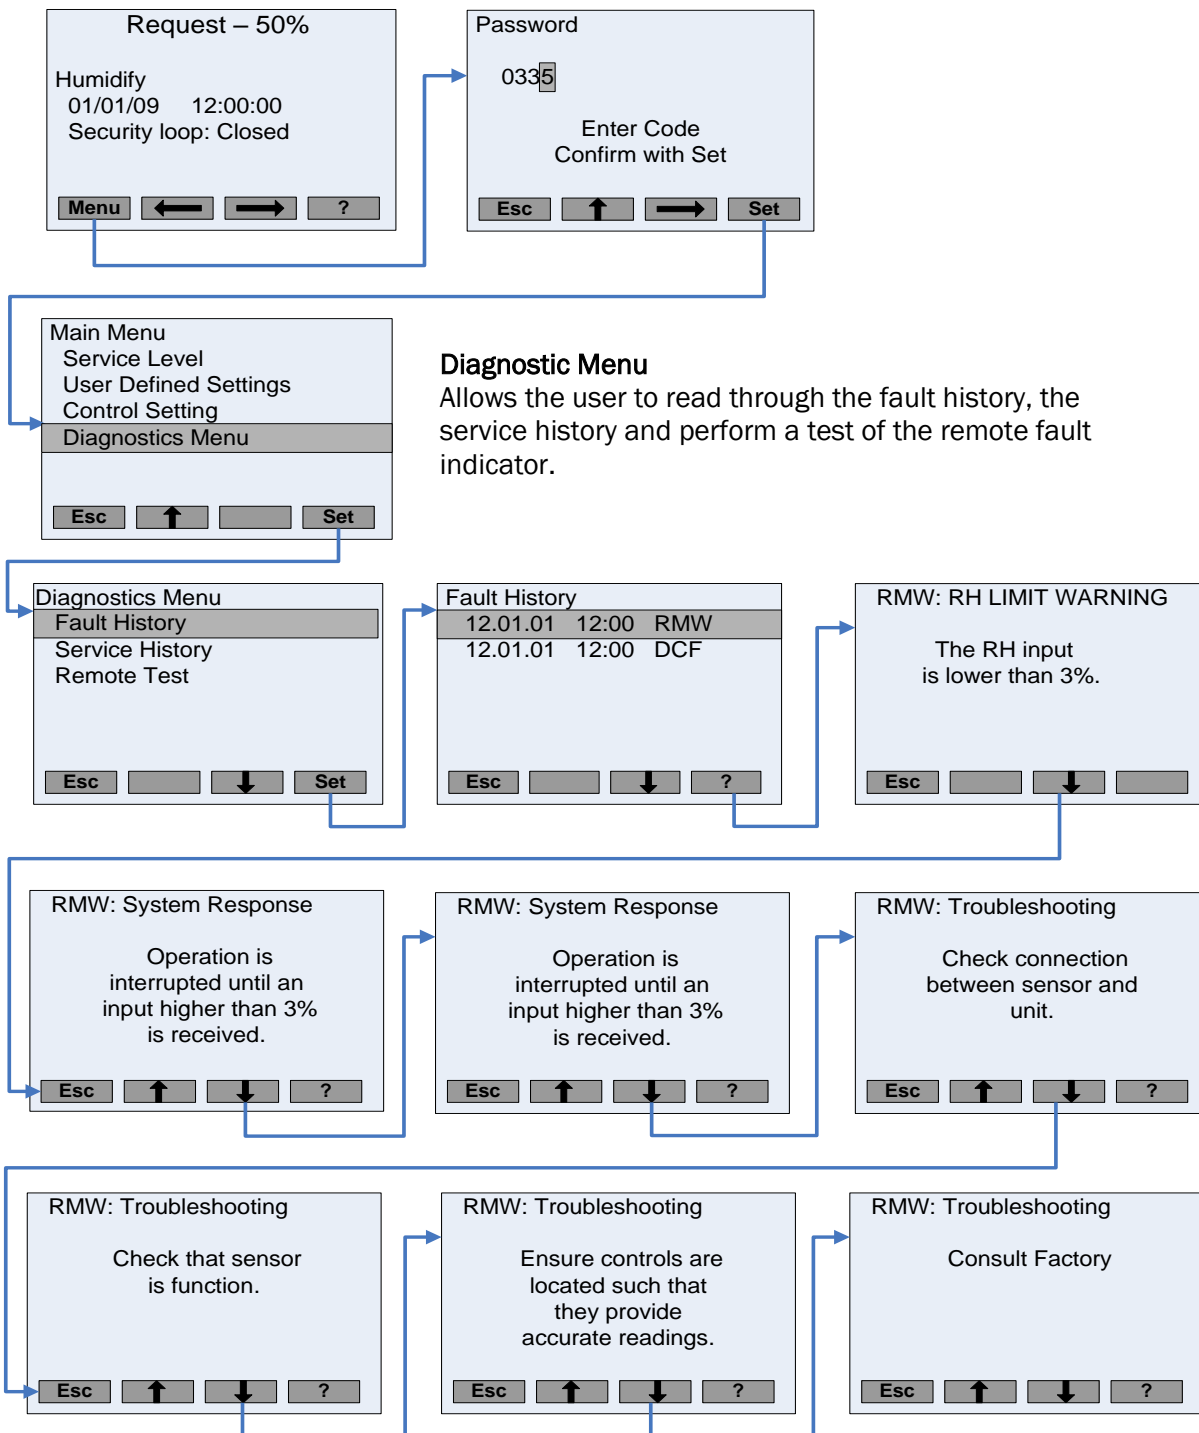 Request – 50%
Humidify
01/01/09 12:00:00
Security loop: Closed
Menu ?
Password
0335
Enter Code
Confirm with Set
Esc Set
Main Menu
Service Level
User Defined Settings
Control Setting
Diagnostics Menu
Esc Set
Diagnostic Menu
Allows the user to read through the fault history, the
service history and perform a test of the remote fault
indicator.
Diagnostics Menu
Fault History
Service History
Remote Test
Esc Set
Fault History
12.01.01 12:00 RMW
12.01.01 12:00 DCF
Esc ?
RMW: RH LIMIT WARNING
The RH input
is lower than 3%.
Esc
RMW: System Response
Operation is
interrupted until an
input higher than 3%
is received.
Esc ?
RMW: System Response
Operation is
interrupted until an
input higher than 3%
is received.
Esc ?
RMW: Troubleshooting
Check connection
between sensor and
unit.
Esc ?
RMW: Troubleshooting
Check that sensor
is function.
Esc ?
RMW: Troubleshooting
Ensure controls are
located such that
they provide
accurate readings.
Esc ?
RMW: Troubleshooting
Consult Factory
Esc ?